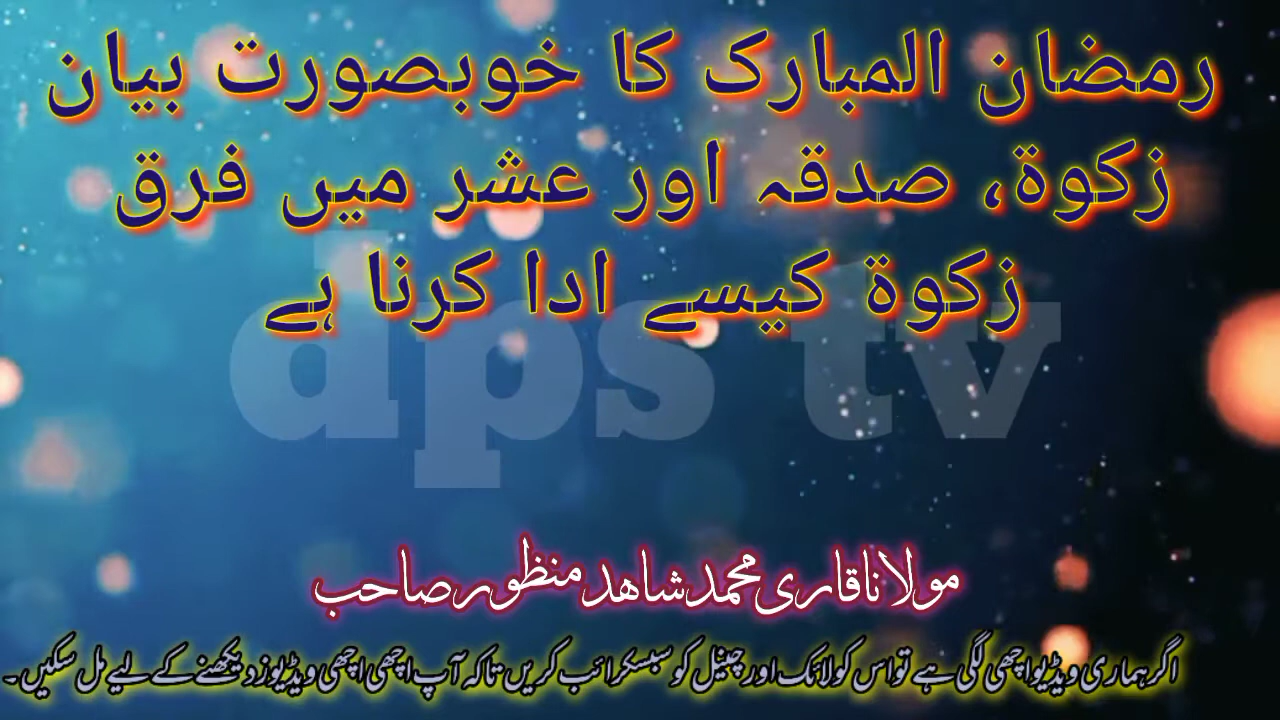 رمضان المبارک کا خوبصورت بیان
زکوۃ، صدقہ اور عشر میں فرق
زکوۃ کیسے ادا کرنا ہے
dps tv
مولانا قاری محمد شاھد منظور صاحب
اگر ہماری ویڈیو اچھی لگی ہے تو اس کو لائک اور چینل کو سبسکرائب کریں تاکہ آپ اچھی اچھی ویڈیوز دیکھنے کے لیے مل سکیں۔